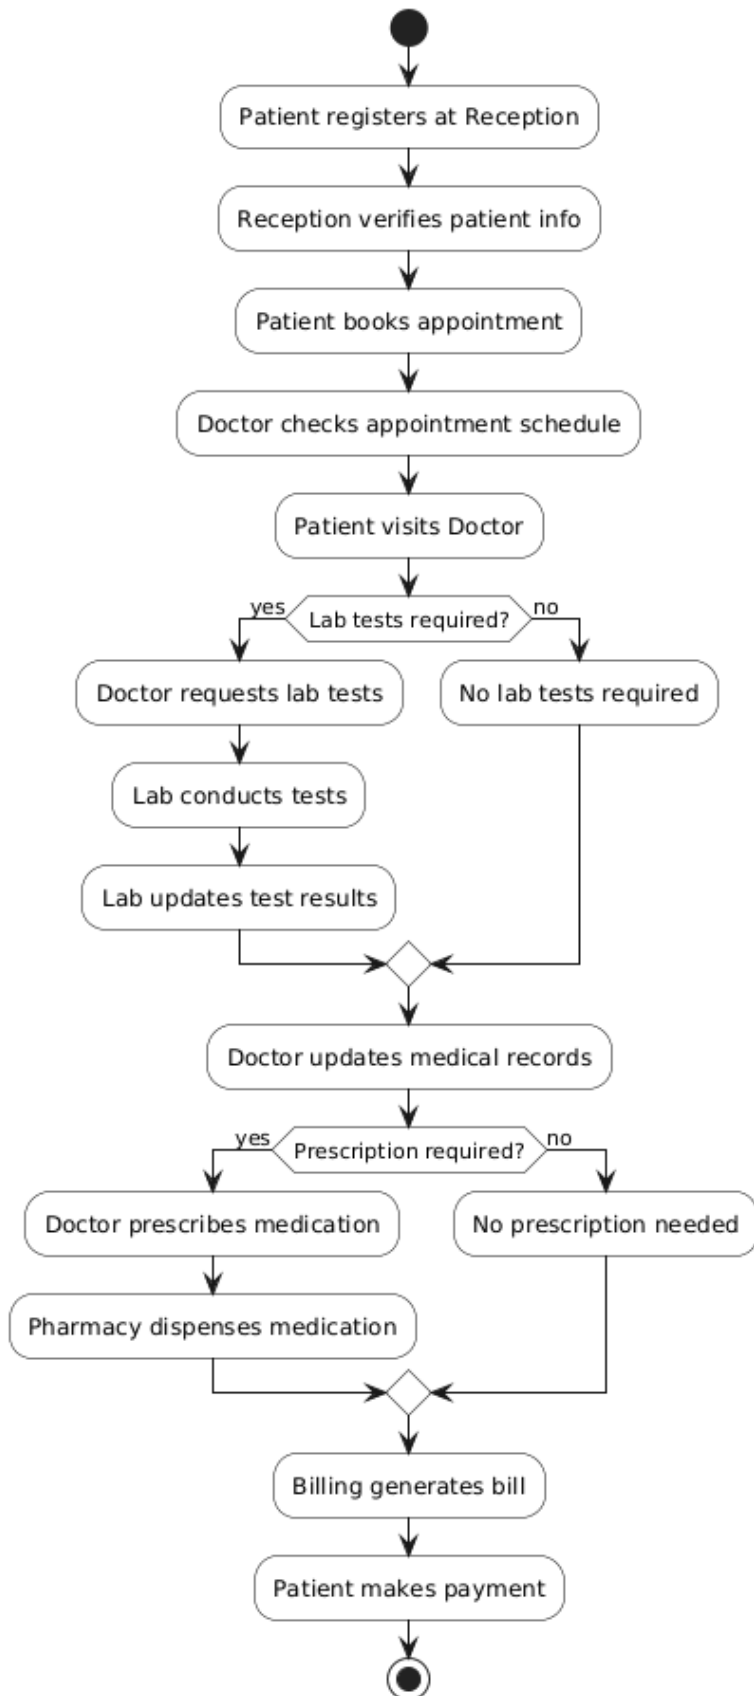 Patient registers at Reception
Reception verifies patient info
Patient books appointment
Doctor checks appointment schedule
Patient visits Doctor
yes
Lab tests required?
no
Doctor requests lab tests
No lab tests required
Lab conducts tests
Lab updates test results
Doctor updates medical records
yes
Prescription required?
no
Doctor prescribes medication
No prescription needed
Pharmacy dispenses medication
Billing generates bill
Patient makes payment